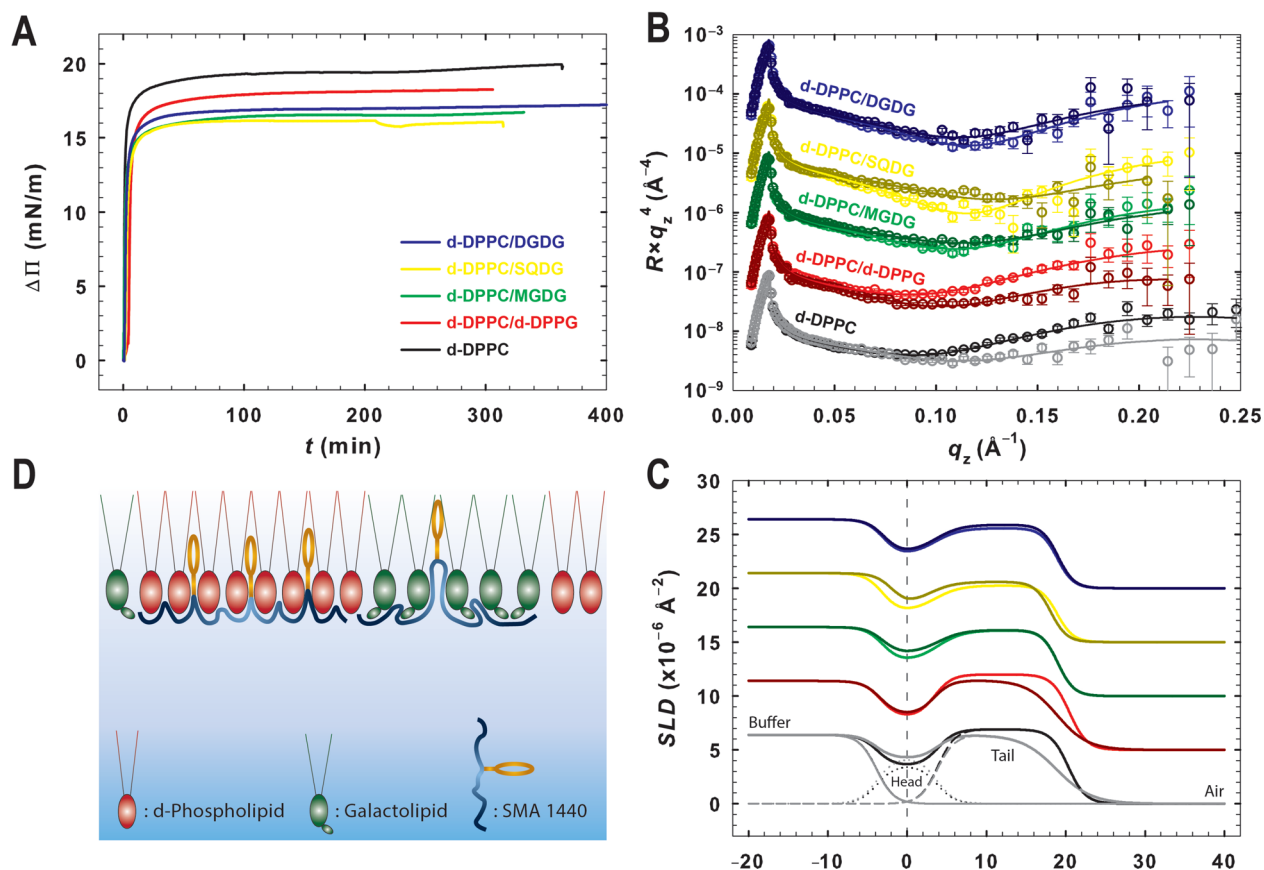 A
ΔΠ (mN/m)
20
15
10
5
0
d-DPPC/DGDG
d-DPPC/SQDG
d-DPPC/MGDG
d-DPPC/d-DPPG
d-DPPC
0 100 200 300 400
t (min)
B
R×q_z^4 (Å^−4)
10^−3
10^−4
10^−5
10^−6
10^−7
10^−8
10^−9
d-DPPC/DGDG
d-DPPC/SQDG
d-DPPC/MGDG
d-DPPC/d-DPPG
d-DPPC
0.00 0.05 0.10 0.15 0.20 0.25
q_z (Å^−1)
D
: d-Phospholipid
: Galactolipid
: SMA 1440
C
SLD (x10^−6 Å^−2)
30
25
20
15
10
5
0
Buffer
Head
Tail
Air
−20 −10 0 10 20 30 40